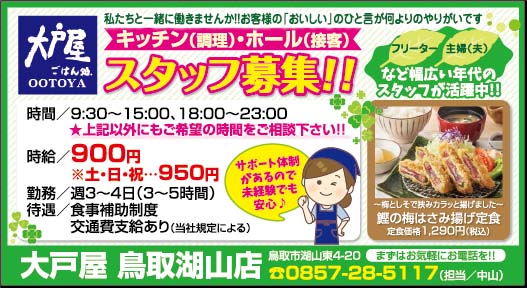 私たちと一緒に働きませんか!!お客様の「おいしい」のひと言が何よりのやりがいです
大戸屋
ごはん処
OOTOYA
キッチン(調理)・ホール(接客)
スタッフ募集!!
フリーター 主婦(夫)
など幅広い年代の
スタッフが活躍中!!
時間／9:30〜15:00、18:00〜23:00
★上記以外にもご希望の時間をご相談下さい!!
時給／900円
※土・日・祝…950円
勤務／週3〜4日(3〜5時間)
待遇／食事補助制度
交通費支給あり(当社規定による)
サポート体制
があるので
未経験でも
安心♪
〜梅としそで挟みカラッと揚げました〜
鰹の梅はさみ揚げ定食
定食価格1,290円(税込)
大戸屋 鳥取湖山店
鳥取市湖山東4-20
まずはお気軽にお電話を!!
☎0857-28-5117(担当／中山)